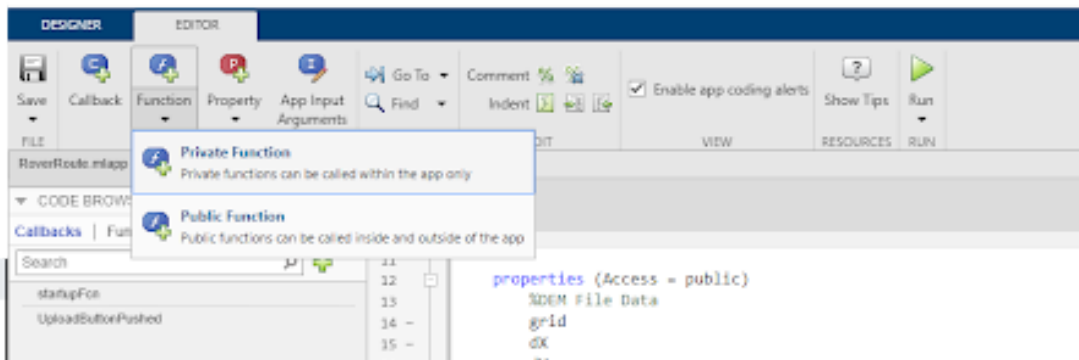 DESIGNER EDITOR
Save Callback Function Property App Input Arguments
Go To
Find
Comment
Indent
Enable app coding alerts
Show Tips Run
FILE VIEW RESOURCES RUN
Private Function
Private functions can be called within the app only
Public Function
Public functions can be called inside and outside of the app
RoverRoute.mlapp
CODE BROWS
Callbacks | Fun
Search
startupFcn
UploadButtonPushed
11
12 properties (Access = public)
13 %DEM File Data
14 - grid
15 - dX